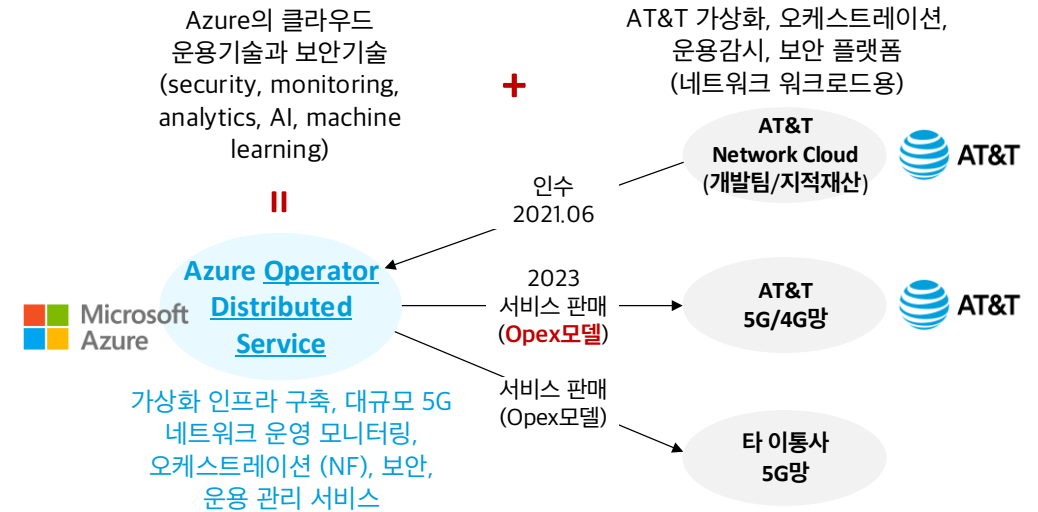 Azure의 클라우드
운용기술과 보안기술
(security, monitoring,
analytics, AI, machine
learning)
+
AT&T 가상화, 오케스트레이션,
운용감시, 보안 플랫폼
(네트워크 워크로드용)
AT&T
Network Cloud
(개발팀/지적재산)
AT&T
인수
2021.06
=
Azure Operator
Distributed
Service
Microsoft
Azure
2023
서비스 판매
(Opex모델)
AT&T
5G/4G망
AT&T
서비스 판매
(Opex모델)
타 이통사
5G망
가상화 인프라 구축, 대규모 5G
네트워크 운영 모니터링,
오케스트레이션 (NF), 보안,
운용 관리 서비스